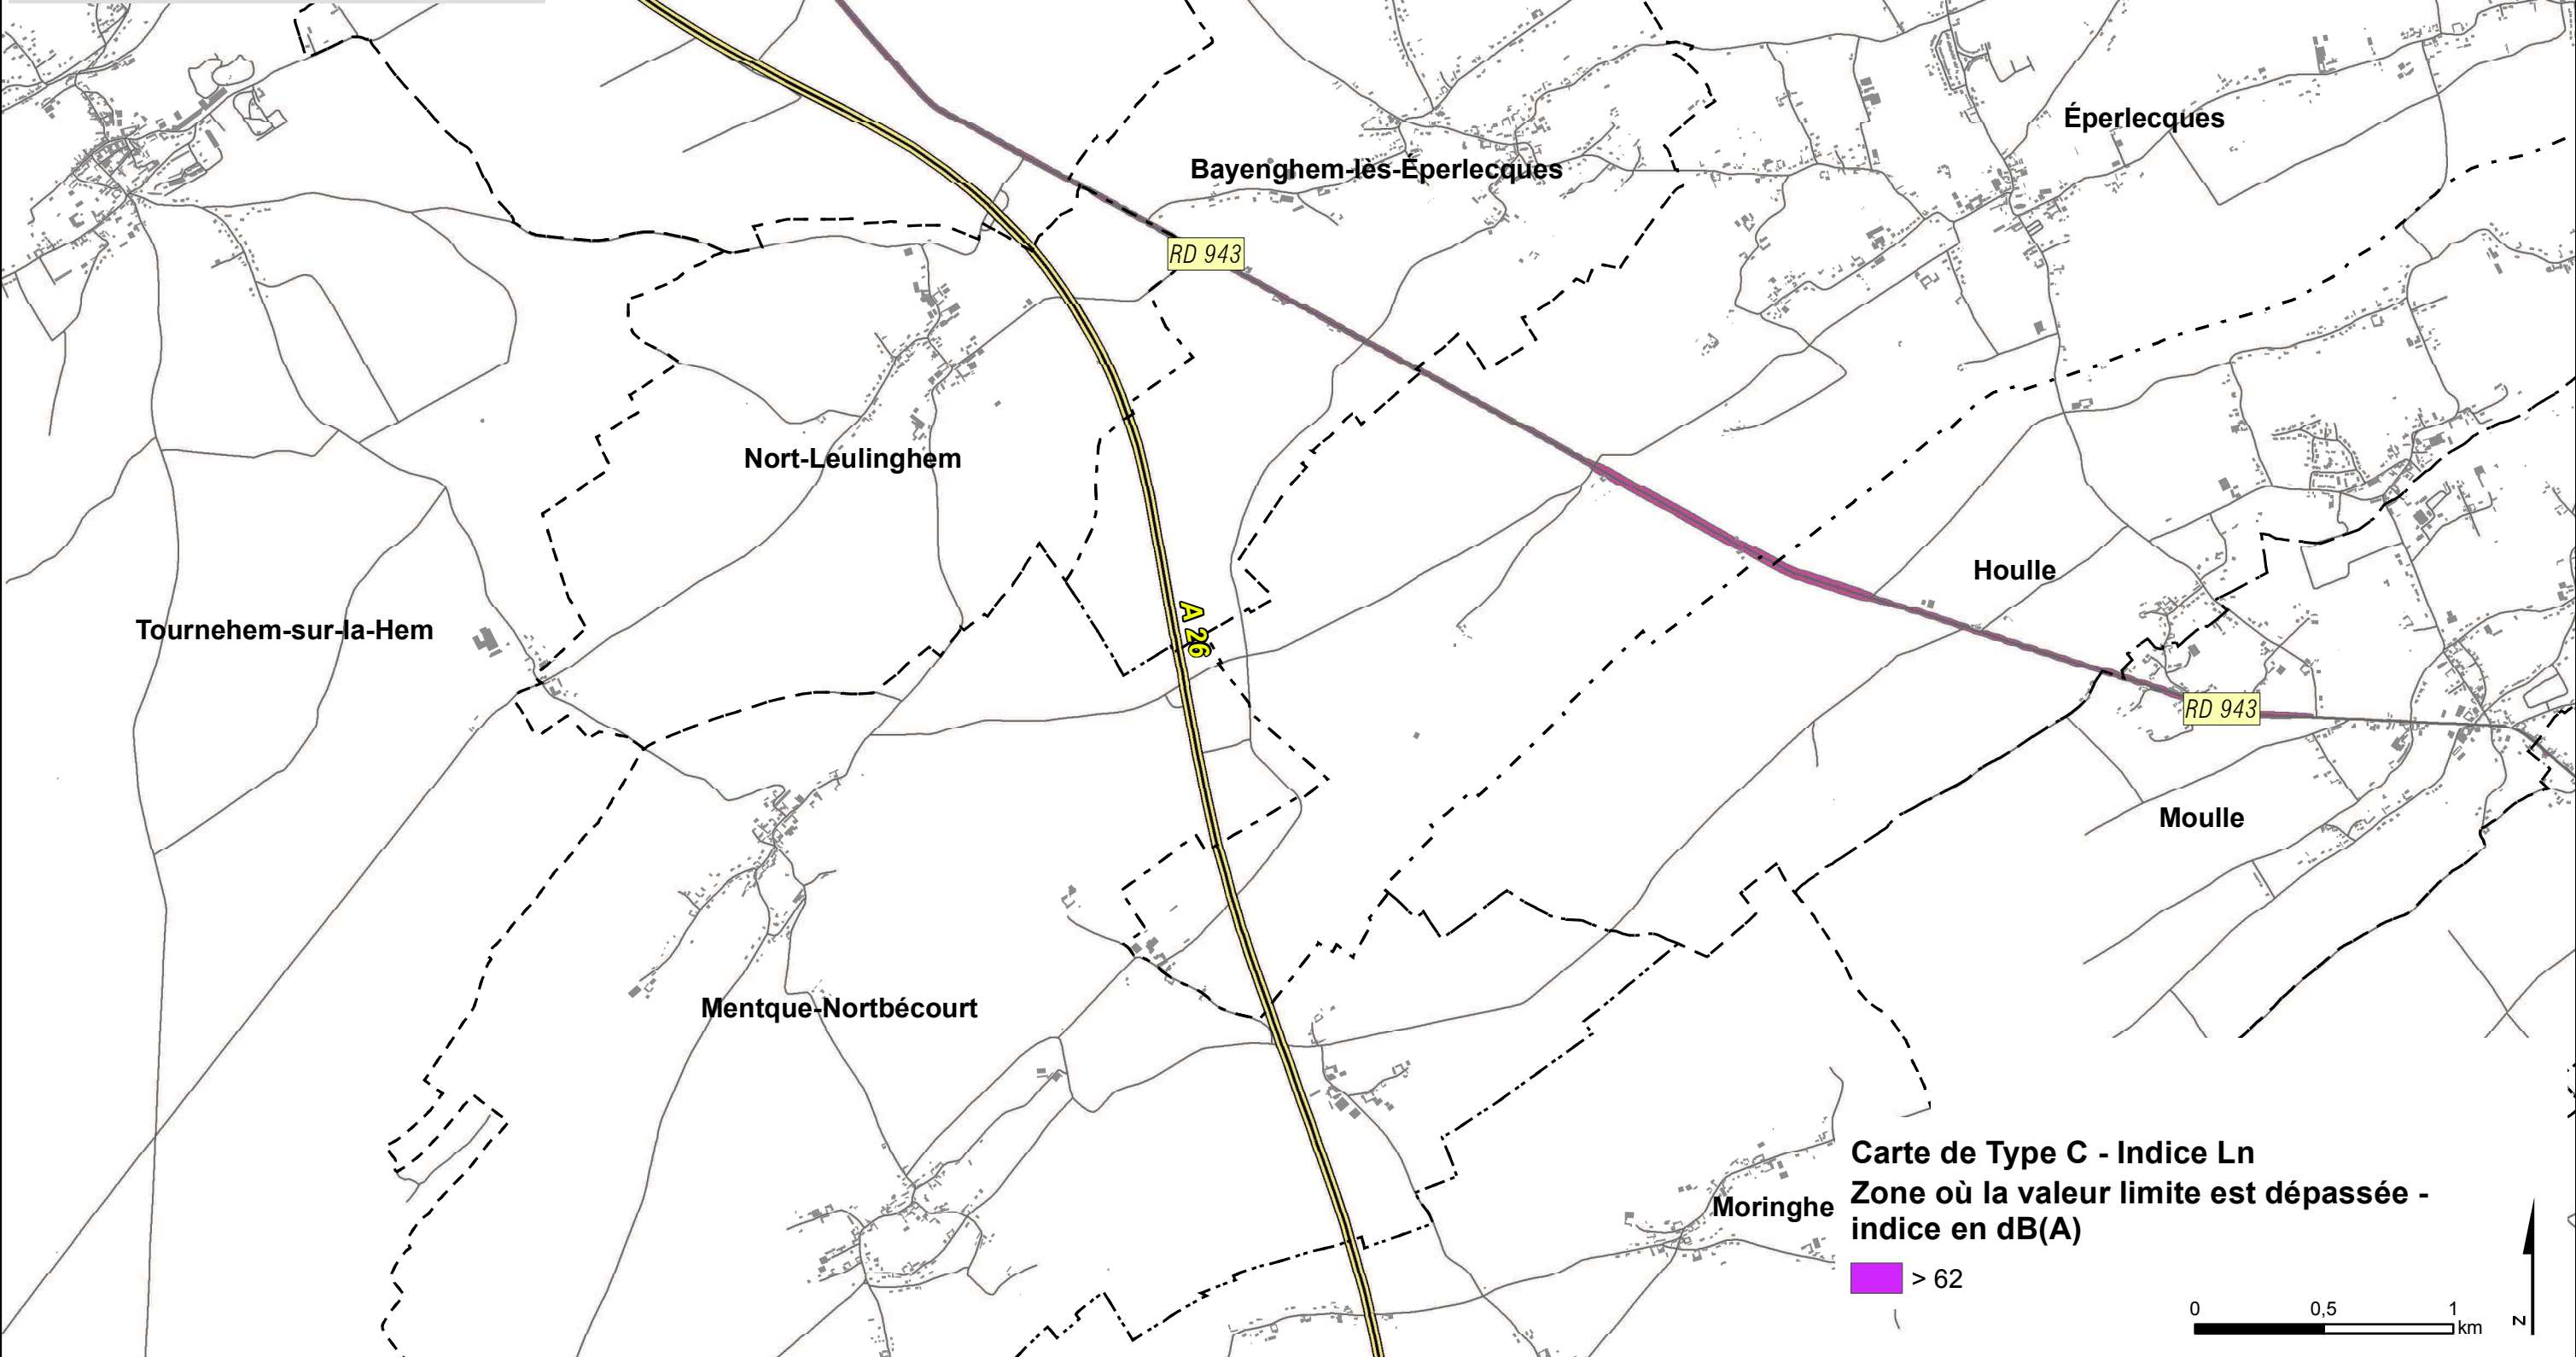 Éperlecques
Bayenghem-lès-Éperlecques
RD 943
Nort-Leulinghem
Houlle
A 26
Tournehem-sur-la-Hem
RD 943
Moulle
Mentque-Nortbécourt
Moringhe
Carte de Type C - Indice Ln
Zone où la valeur limite est dépassée -
indice en dB(A)
> 62
0 0,5 1
km
N